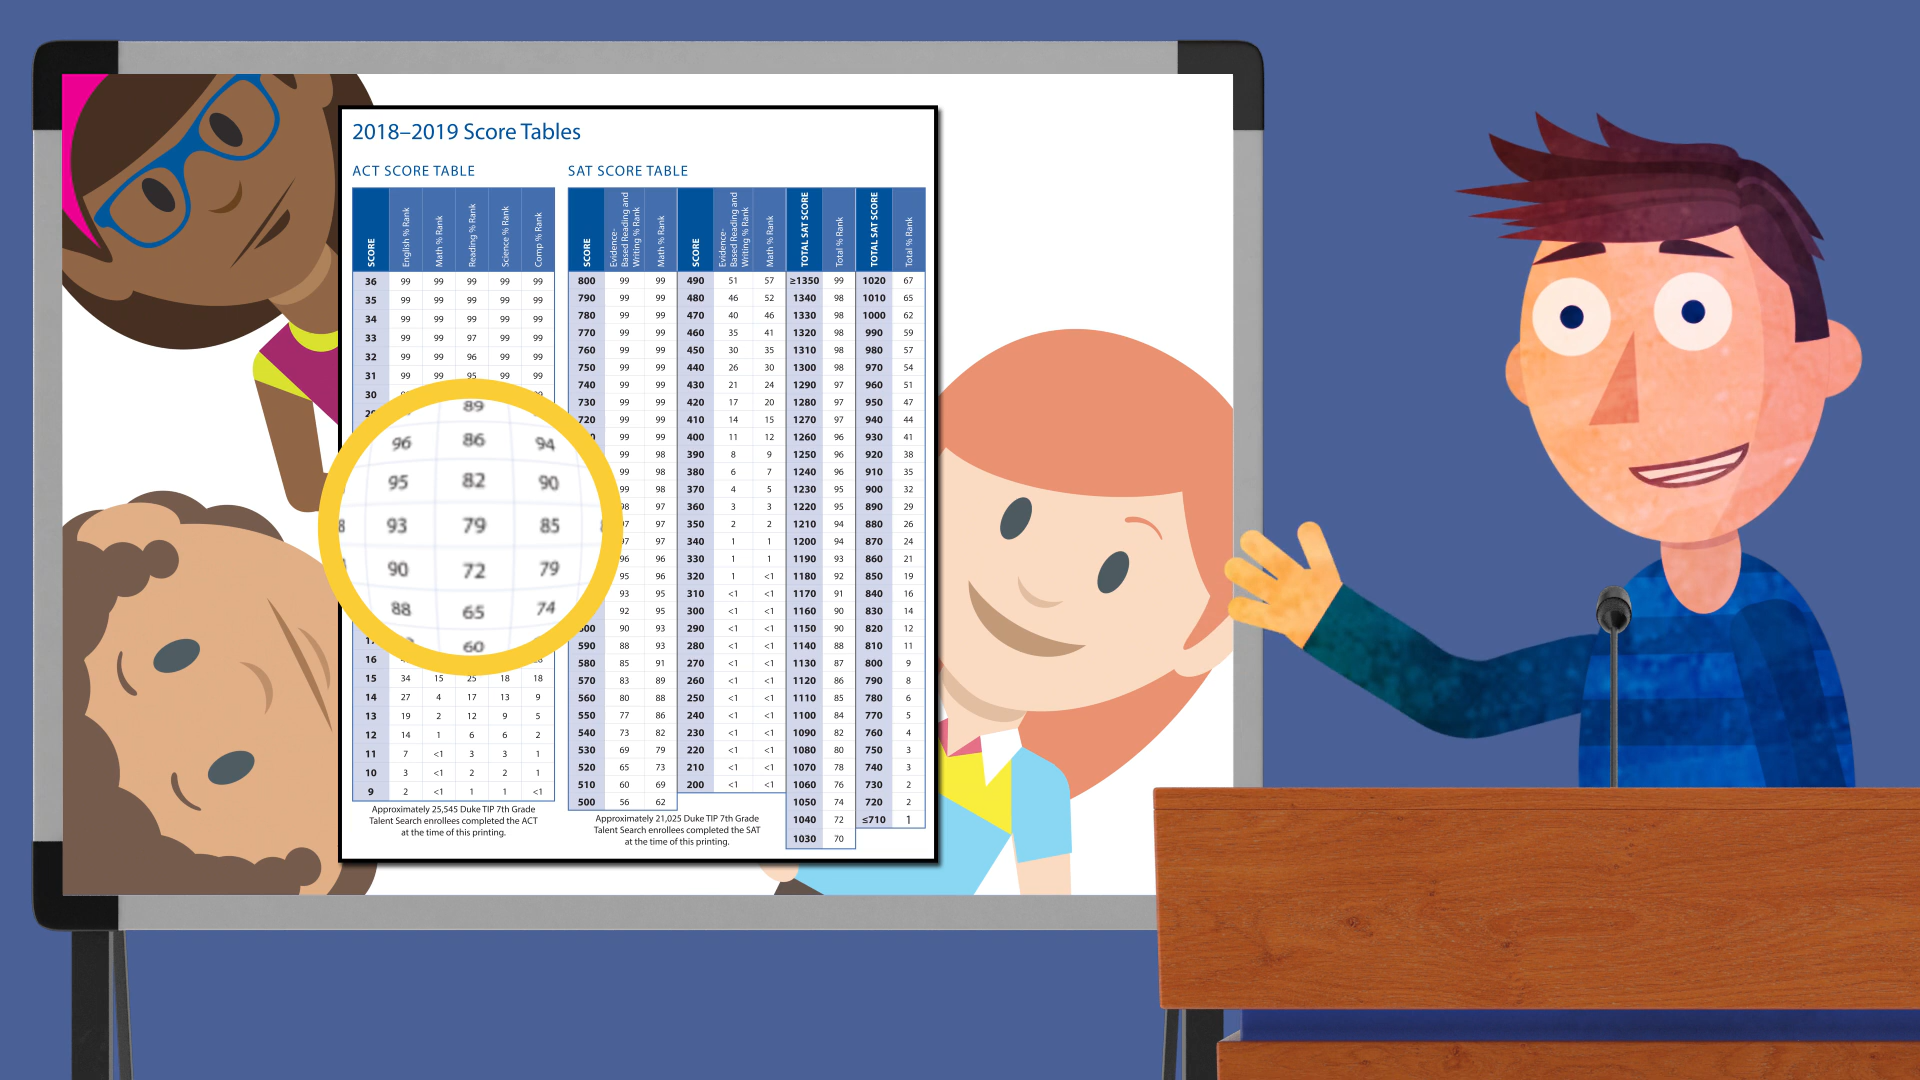 2018–2019 Score Tables
ACT SCORE TABLE
SCORE English % Rank Math % Rank Reading % Rank Science % Rank Comp % Rank
36 99 99 99 99 99
35 99 99 99 99 99
34 99 99 99 99 99
33 99 99 97 99 99
32 99 99 96 99 99
31 99 99 95 99 99
30
89
96 86 94
95 82 90
93 79 85
90 72 79
88 65 74
60
16
15 34 15 25 18 18
14 27 4 17 13 9
13 19 2 12 9 5
12 14 1 6 6 2
11 7 <1 3 3 1
10 3 <1 2 2 1
9 2 <1 1 1 <1
Approximately 25,545 Duke TIP 7th Grade
Talent Search enrollees completed the ACT
at the time of this printing.
SAT SCORE TABLE
SCORE Evidence-Based Reading and Writing % Rank Math % Rank SCORE Evidence-Based Reading and Writing % Rank Math % Rank TOTAL SAT SCORE Total % Rank TOTAL SAT SCORE Total % Rank
800 99 99 490 51 57 ≥1350 99 1020 67
790 99 99 480 46 52 1340 98 1010 65
780 99 99 470 40 46 1330 98 1000 62
770 99 99 460 35 41 1320 98 990 59
760 99 99 450 30 35 1310 98 980 57
750 99 99 440 26 30 1300 98 970 54
740 99 99 430 21 24 1290 97 960 51
730 99 99 420 17 20 1280 97 950 47
720 99 99 410 14 15 1270 97 940 44
99 99 400 11 12 1260 96 930 41
99 98 390 8 9 1250 96 920 38
99 98 380 6 7 1240 96 910 35
99 98 370 4 5 1230 95 900 32
97 360 3 3 1220 95 890 29
97 350 2 2 1210 94 880 26
97 340 1 1 1200 94 870 24
96 330 1 1 1190 93 860 21
95 96 320 1 <1 1180 92 850 19
93 95 310 <1 <1 1170 91 840 16
92 95 300 <1 <1 1160 90 830 14
90 93 290 <1 <1 1150 90 820 12
590 88 93 280 <1 <1 1140 88 810 11
580 85 91 270 <1 <1 1130 87 800 9
570 83 89 260 <1 <1 1120 86 790 8
560 80 88 250 <1 <1 1110 85 780 6
550 77 86 240 <1 <1 1100 84 770 5
540 73 82 230 <1 <1 1090 82 760 4
530 69 79 220 <1 <1 1080 80 750 3
520 65 73 210 <1 <1 1070 78 740 3
510 60 69 200 <1 <1 1060 76 730 2
500 56 62 1050 74 720 2
1040 72 ≤710 1
1030 70
Approximately 21,025 Duke TIP 7th Grade
Talent Search enrollees completed the SAT
at the time of this printing.